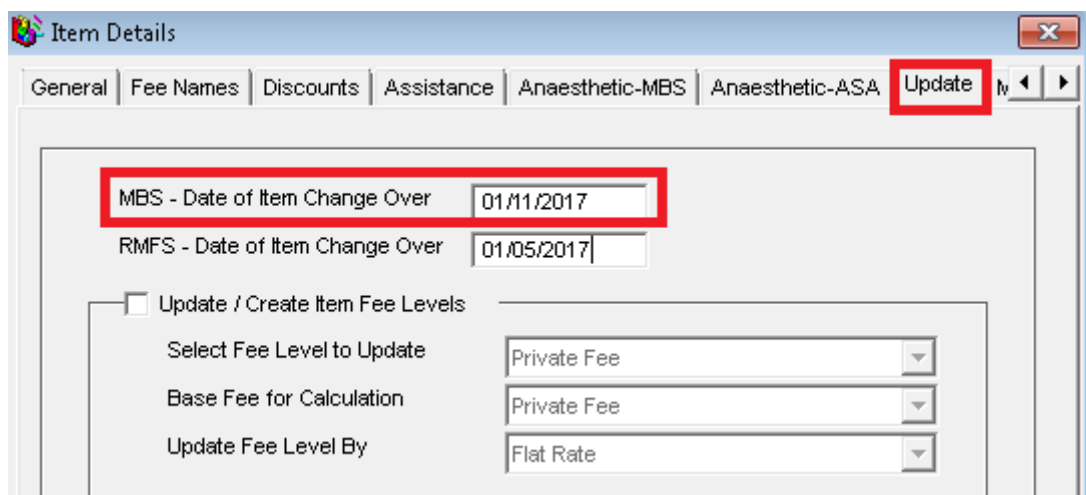 Item Details
General Fee Names Discounts Assistance Anaesthetic-MBS Anaesthetic-ASA Update
MBS - Date of Item Change Over 01/11/2017
RMFS - Date of Item Change Over 01/05/2017
Update / Create Item Fee Levels
Select Fee Level to Update Private Fee
Base Fee for Calculation Private Fee
Update Fee Level By Flat Rate